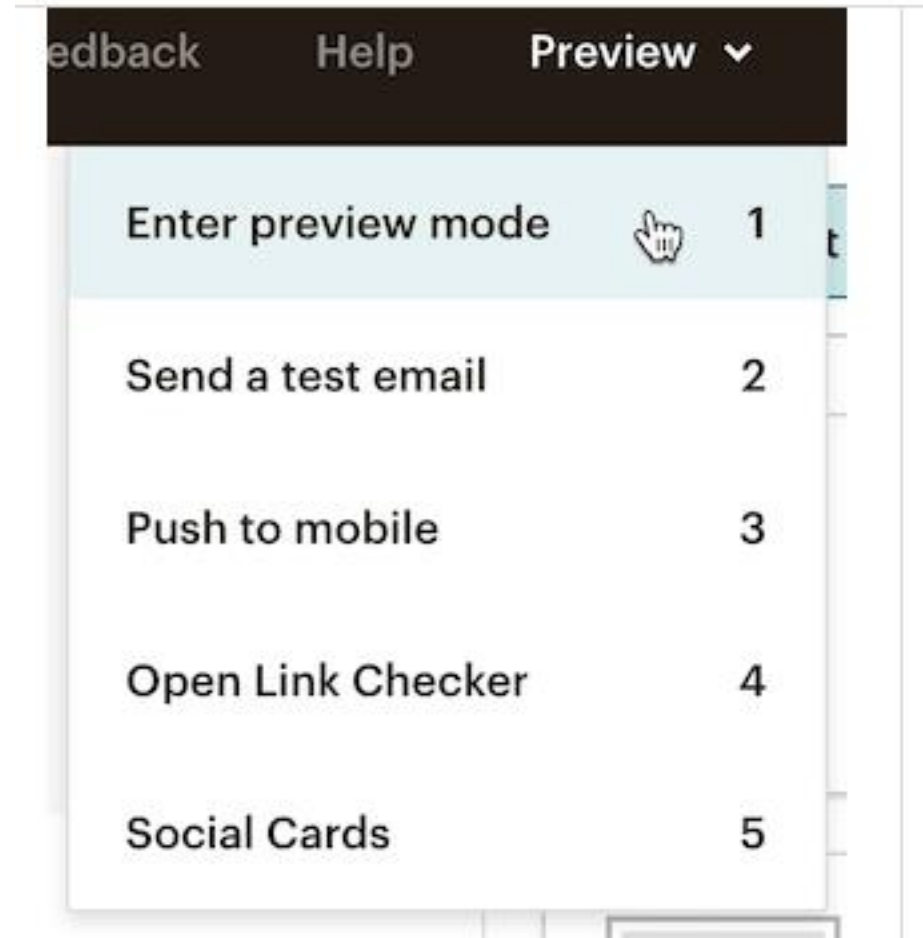 edback Help Preview
Enter preview mode 1
t
Send a test email 2
Push to mobile 3
Open Link Checker 4
Social Cards 5